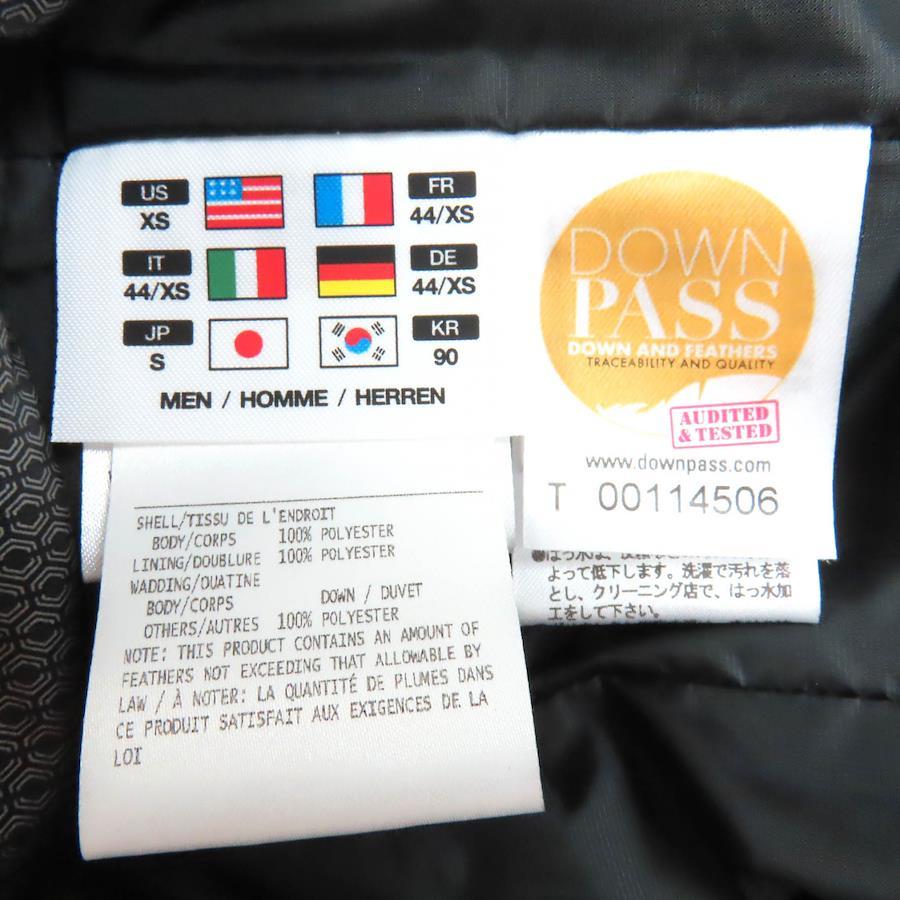 US
XS
FR
44/XS
IT
44/XS
DE
44/XS
JP
S
KR
90
MEN / HOMME / HERREN
DOWN
PASS
DOWN AND FEATHERS
TRACEABILITY AND QUALITY
AUDITED
& TESTED
www.downpass.com
T 00114506
SHELL/TISSU DE L'ENDROIT
BODY/CORPS 100% POLYESTER
LINING/DOUBLURE 100% POLYESTER
WADDING/OUATINE
BODY/CORPS DOWN / DUVET
OTHERS/AUTRES 100% POLYESTER
NOTE: THIS PRODUCT CONTAINS AN AMOUNT OF
FEATHERS NOT EXCEEDING THAT ALLOWABLE BY
LAW / À NOTER: LA QUANTITÉ DE PLUMES DANS
CE PRODUIT SATISFAIT AUX EXIGENCES DE LA
LOI
よって低下します。洗濯で汚れを落
とし、クリーニング店で、はっ水加
工をして下さい。